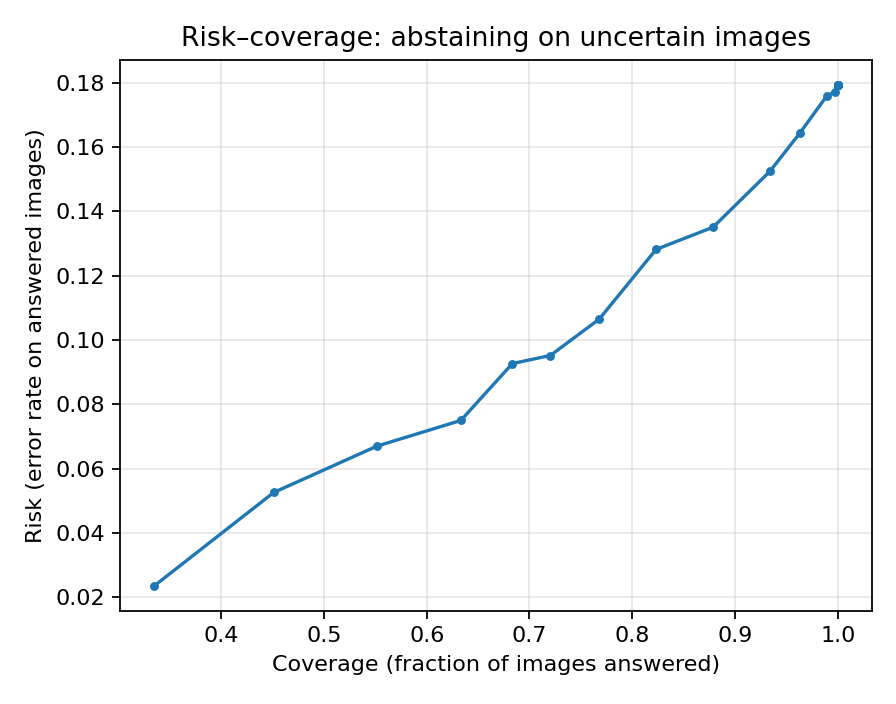 Risk–coverage: abstaining on uncertain images
Risk (error rate on answered images)
0.18
0.16
0.14
0.12
0.10
0.08
0.06
0.04
0.02
0.4 0.5 0.6 0.7 0.8 0.9 1.0
Coverage (fraction of images answered)